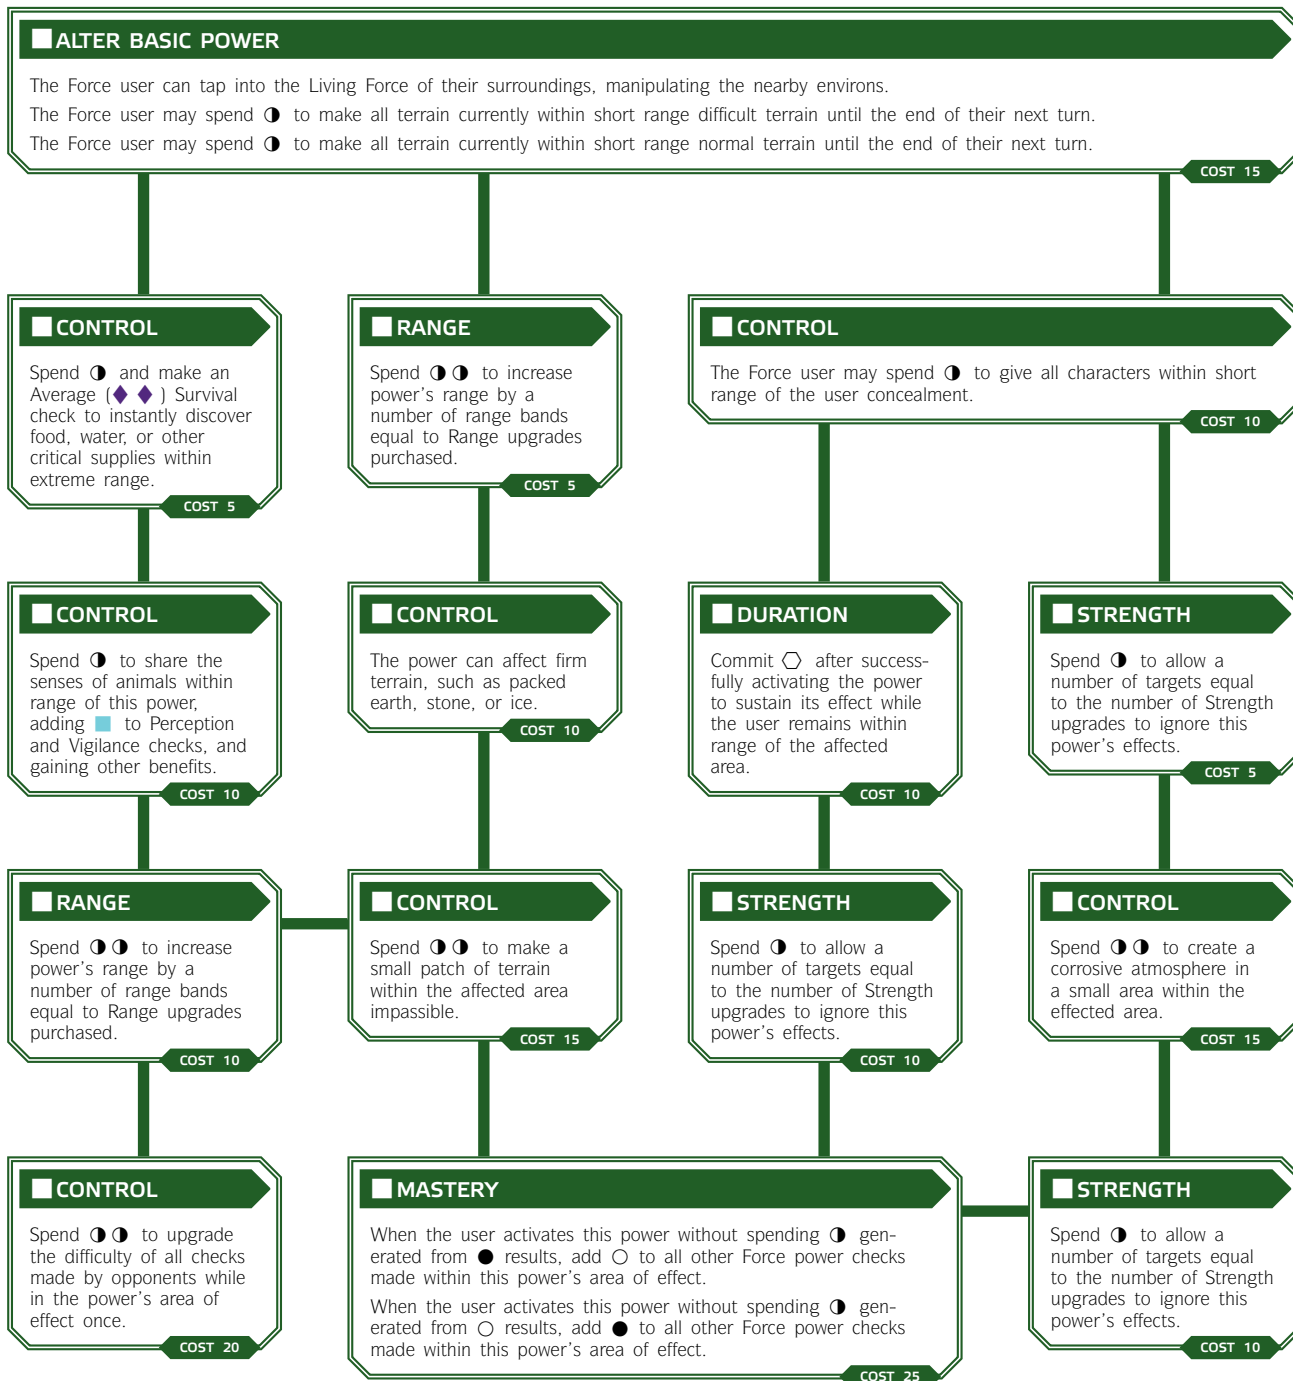 ALTER BASIC POWER
The Force user can tap into the Living Force of their surroundings, manipulating the nearby environs.
The Force user may spend ◑ to make all terrain currently within short range difficult terrain until the end of their next turn.
The Force user may spend ◑ to make all terrain currently within short range normal terrain until the end of their next turn.
COST 15
CONTROL
Spend ◑ and make an
Average (◆ ◆) Survival
check to instantly discover
food, water, or other
critical supplies within
extreme range.
COST 5
RANGE
Spend ◑◑ to increase
power's range by a
number of range bands
equal to Range upgrades
purchased.
COST 5
CONTROL
The Force user may spend ◑ to give all characters within short
range of the user concealment.
COST 10
CONTROL
Spend ◑ to share the
senses of animals within
range of this power,
adding ■ to Perception
and Vigilance checks, and
gaining other benefits.
COST 10
CONTROL
The power can affect firm
terrain, such as packed
earth, stone, or ice.
COST 10
DURATION
Commit ⬡ after success-
fully activating the power
to sustain its effect while
the user remains within
range of the affected
area.
COST 10
STRENGTH
Spend ◑ to allow a
number of targets equal
to the number of Strength
upgrades to ignore this
power's effects.
COST 5
RANGE
Spend ◑◑ to increase
power's range by a
number of range bands
equal to Range upgrades
purchased.
COST 10
CONTROL
Spend ◑◑ to make a
small patch of terrain
within the affected area
impassible.
COST 15
STRENGTH
Spend ◑ to allow a
number of targets equal
to the number of Strength
upgrades to ignore this
power's effects.
COST 10
CONTROL
Spend ◑◑ to create a
corrosive atmosphere in
a small area within the
effected area.
COST 15
CONTROL
Spend ◑◑ to upgrade
the difficulty of all checks
made by opponents while
in the power's area of
effect once.
COST 20
MASTERY
When the user activates this power without spending ◑ gen-
erated from ● results, add ○ to all other Force power checks
made within this power's area of effect.
When the user activates this power without spending ◑ gen-
erated from ○ results, add ● to all other Force power checks
made within this power's area of effect.
COST 25
STRENGTH
Spend ◑ to allow a
number of targets equal
to the number of Strength
upgrades to ignore this
power's effects.
COST 10